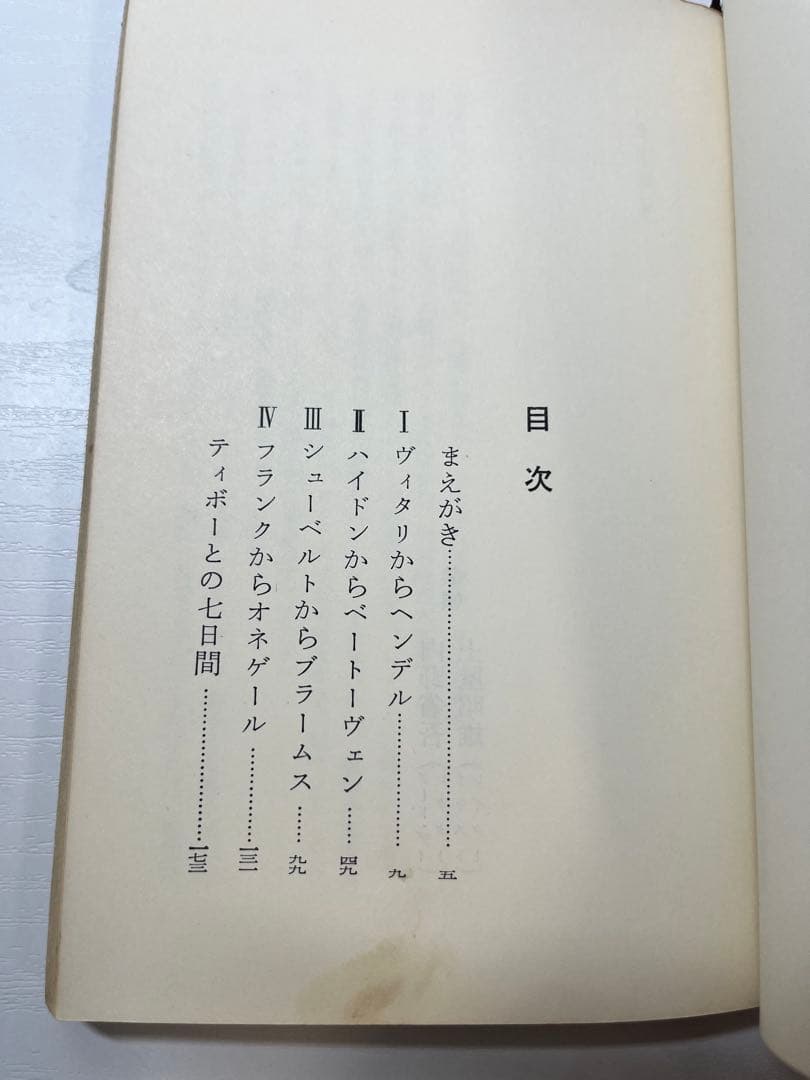 目次
まえがき……………………………五
Ⅰ ヴィタリからヘンデル……………九
Ⅱ ハイドンからベートーヴェン……四九
Ⅲ シューベルトからブラームス……九九
Ⅳ フランクからオネゲール…………一三一
ティボーとの七日間…………………一七三